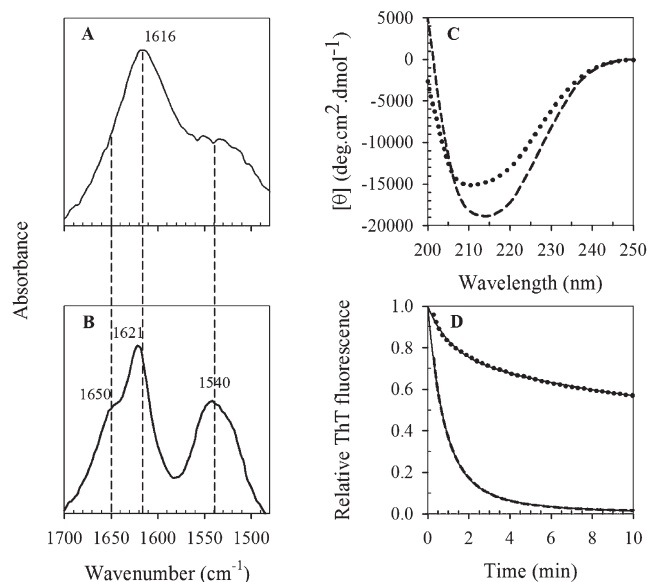 A
1616
B
1621
1650
1540
Absorbance
1700 1650 1600 1550 1500
Wavenumber (cm-1)
C
5000
0
-5000
-10000
-15000
-20000
[θ] (deg.cm2.dmol-1)
200 210 220 230 240 250
Wavelength (nm)
D
1.0
0.8
0.6
0.4
0.2
0.0
Relative ThT fluorescence
0 2 4 6 8 10
Time (min)